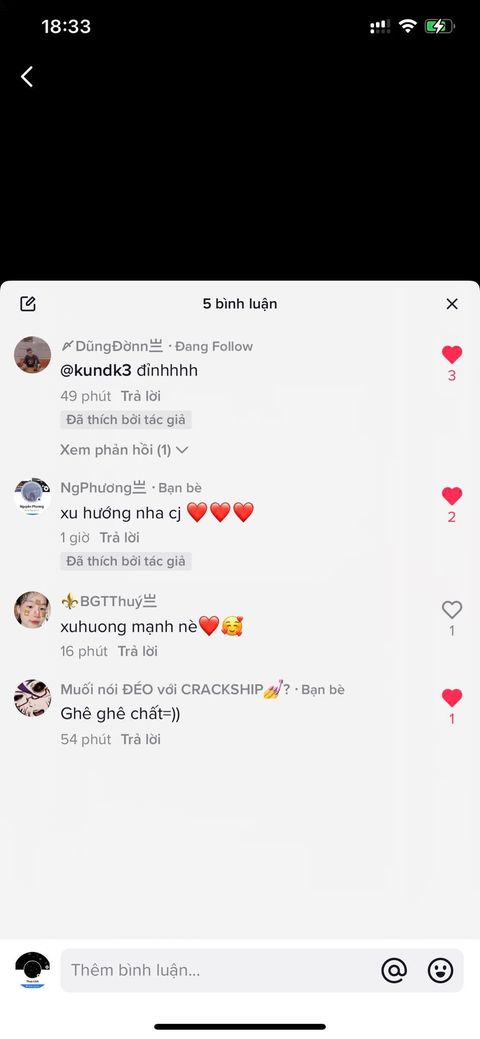 18:33
5 bình luận
〆DũngĐờnn亗 · Đang Follow
@kundk3 đỉnhhhh
3
49 phút Trả lời
Đã thích bởi tác giả
Xem phản hồi (1)
NgPhương亗 · Bạn bè
xu hướng nha cj ❤️❤️❤️
2
1 giờ Trả lời
Đã thích bởi tác giả
⚜️BGTThuý亗
xuhuong mạnh nè❤️🥰
1
16 phút Trả lời
Muối nói ĐÉO với CRACKSHIP💅? · Bạn bè
Ghê ghê chất=))
1
54 phút Trả lời
Thêm bình luận...